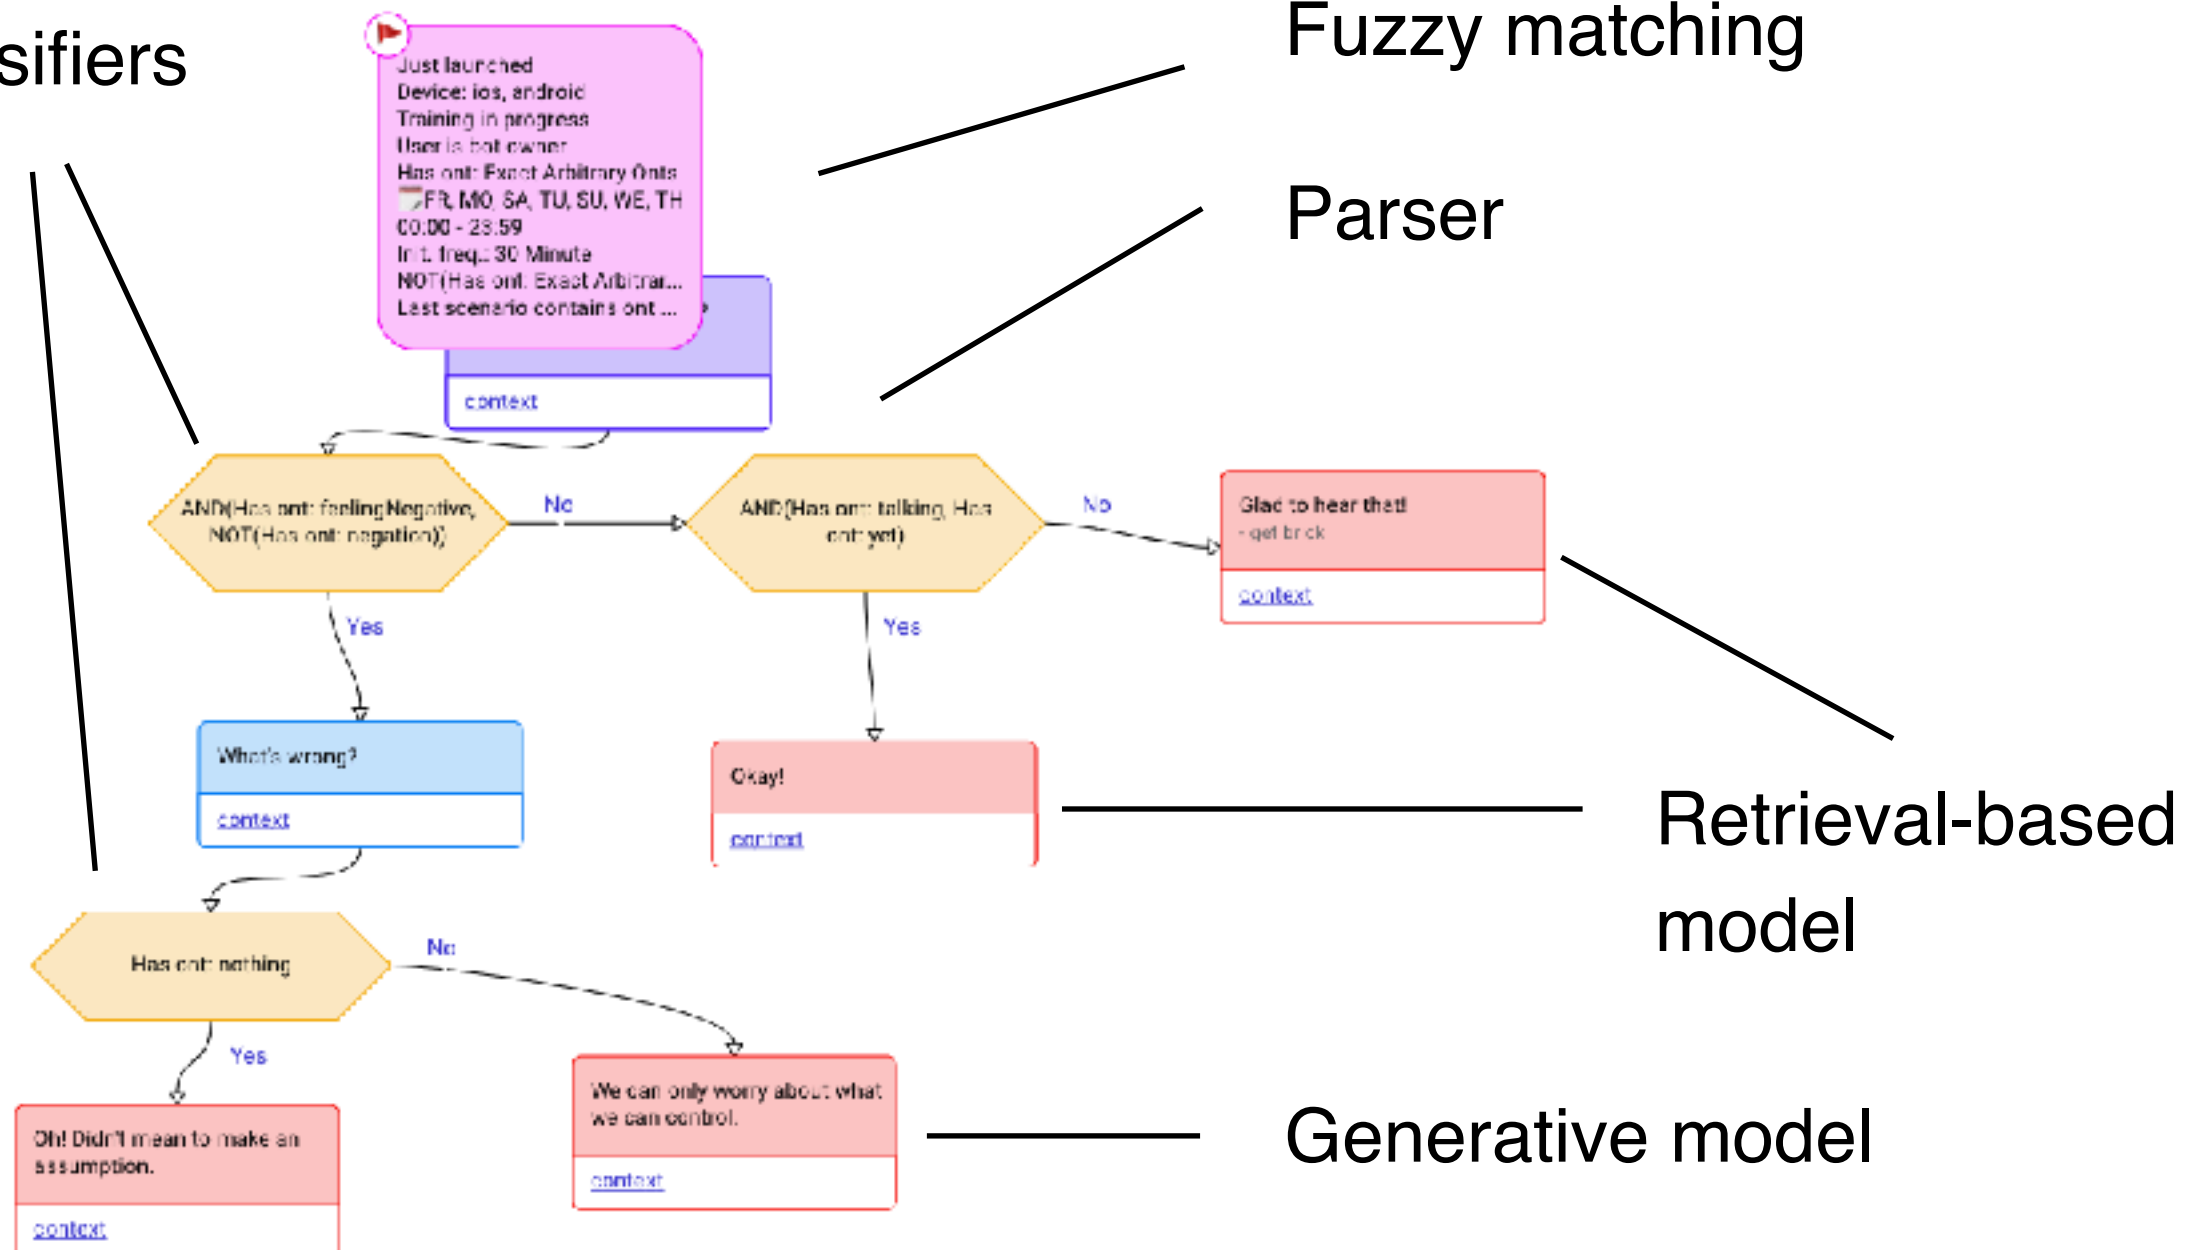 sifiers
Fuzzy matching
Just launched
Device: ios, android
Training in progress
User is bot owner
Has ont: Exact Arbitrary Onts
FR, MO, SA, TU, SU, WE, TH
00:00 - 23:59
Init. freq.: 30 Minute
NOT(Has ont: Exact Arbitrar...
Last scenario contains ont ...
Parser
context
AND(Has ont: feelingNegative,
NOT(Has ont: negation))
No
AND(Has ont: talking, Has
ont: yet)
No
Glad to hear that!
- get brick
context
Yes
Yes
What's wrong?
context
Okay!
context
Retrieval-based
model
Has ont: nothing
No
Yes
We can only worry about what
we can control.
context
Generative model
Oh! Didn't mean to make an
assumption.
context